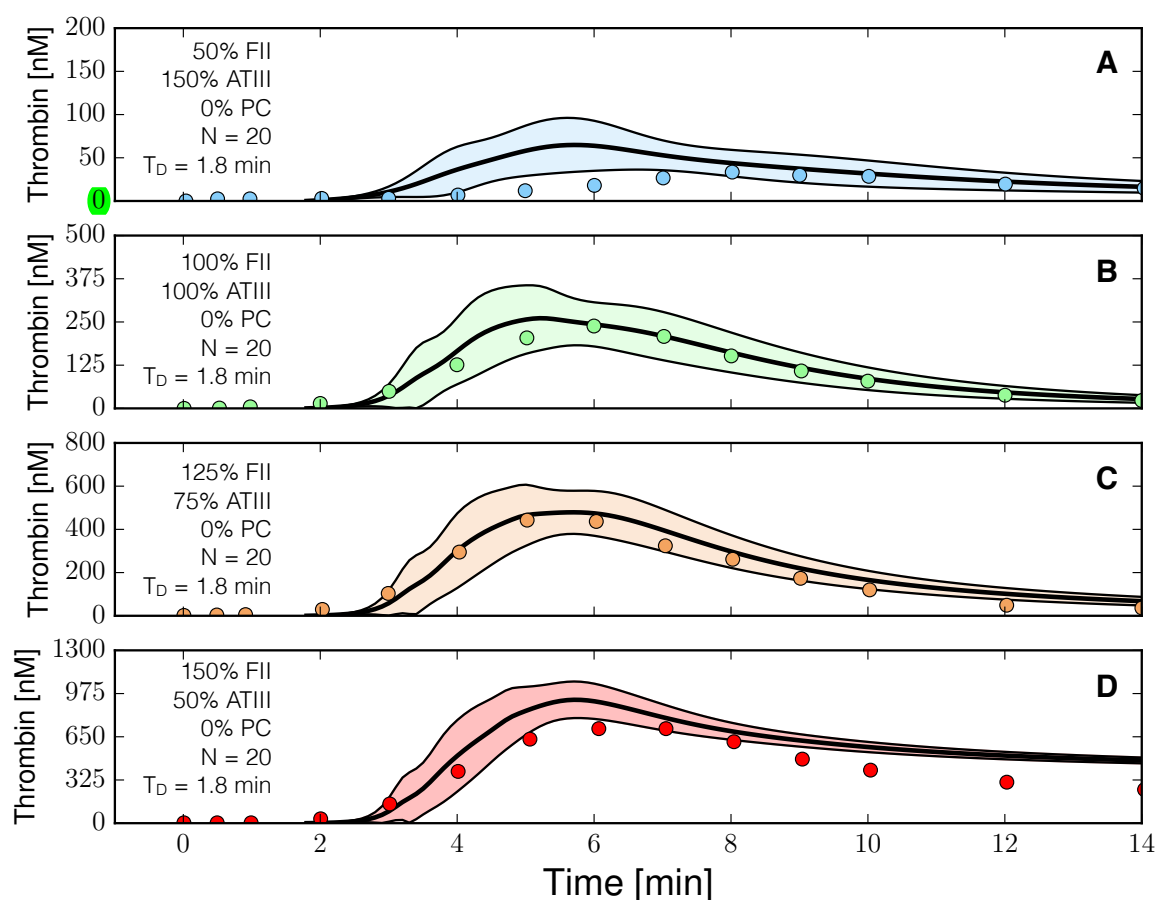 200
150
100
50
0
Thrombin [nM]
50% FII
150% ATIII
0% PC
N = 20
T_D = 1.8 min
A
500
375
250
125
0
Thrombin [nM]
100% FII
100% ATIII
0% PC
N = 20
T_D = 1.8 min
B
800
600
400
200
0
Thrombin [nM]
125% FII
75% ATIII
0% PC
N = 20
T_D = 1.8 min
C
1300
975
650
325
0
Thrombin [nM]
150% FII
50% ATIII
0% PC
N = 20
T_D = 1.8 min
D
0 2 4 6 8 10 12 14
Time [min]